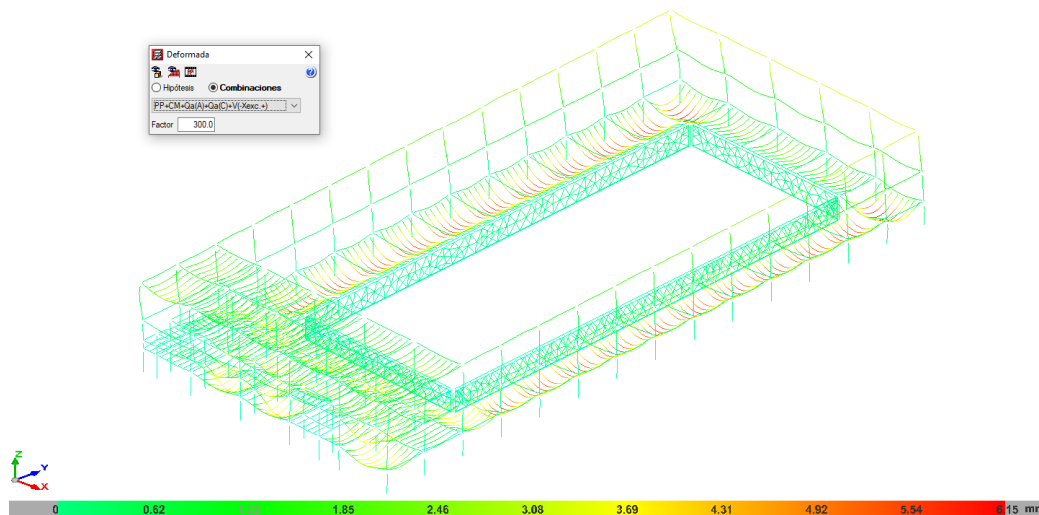 Deformada
Hipótesis
Combinaciones
PP+CM+Qa(A)+Qa(C)+V(-Xexc.+)
Factor
300.0
Z
Y
X
0 0.62 1.85 2.46 3.08 3.69 4.31 4.92 5.54 6.15 mm